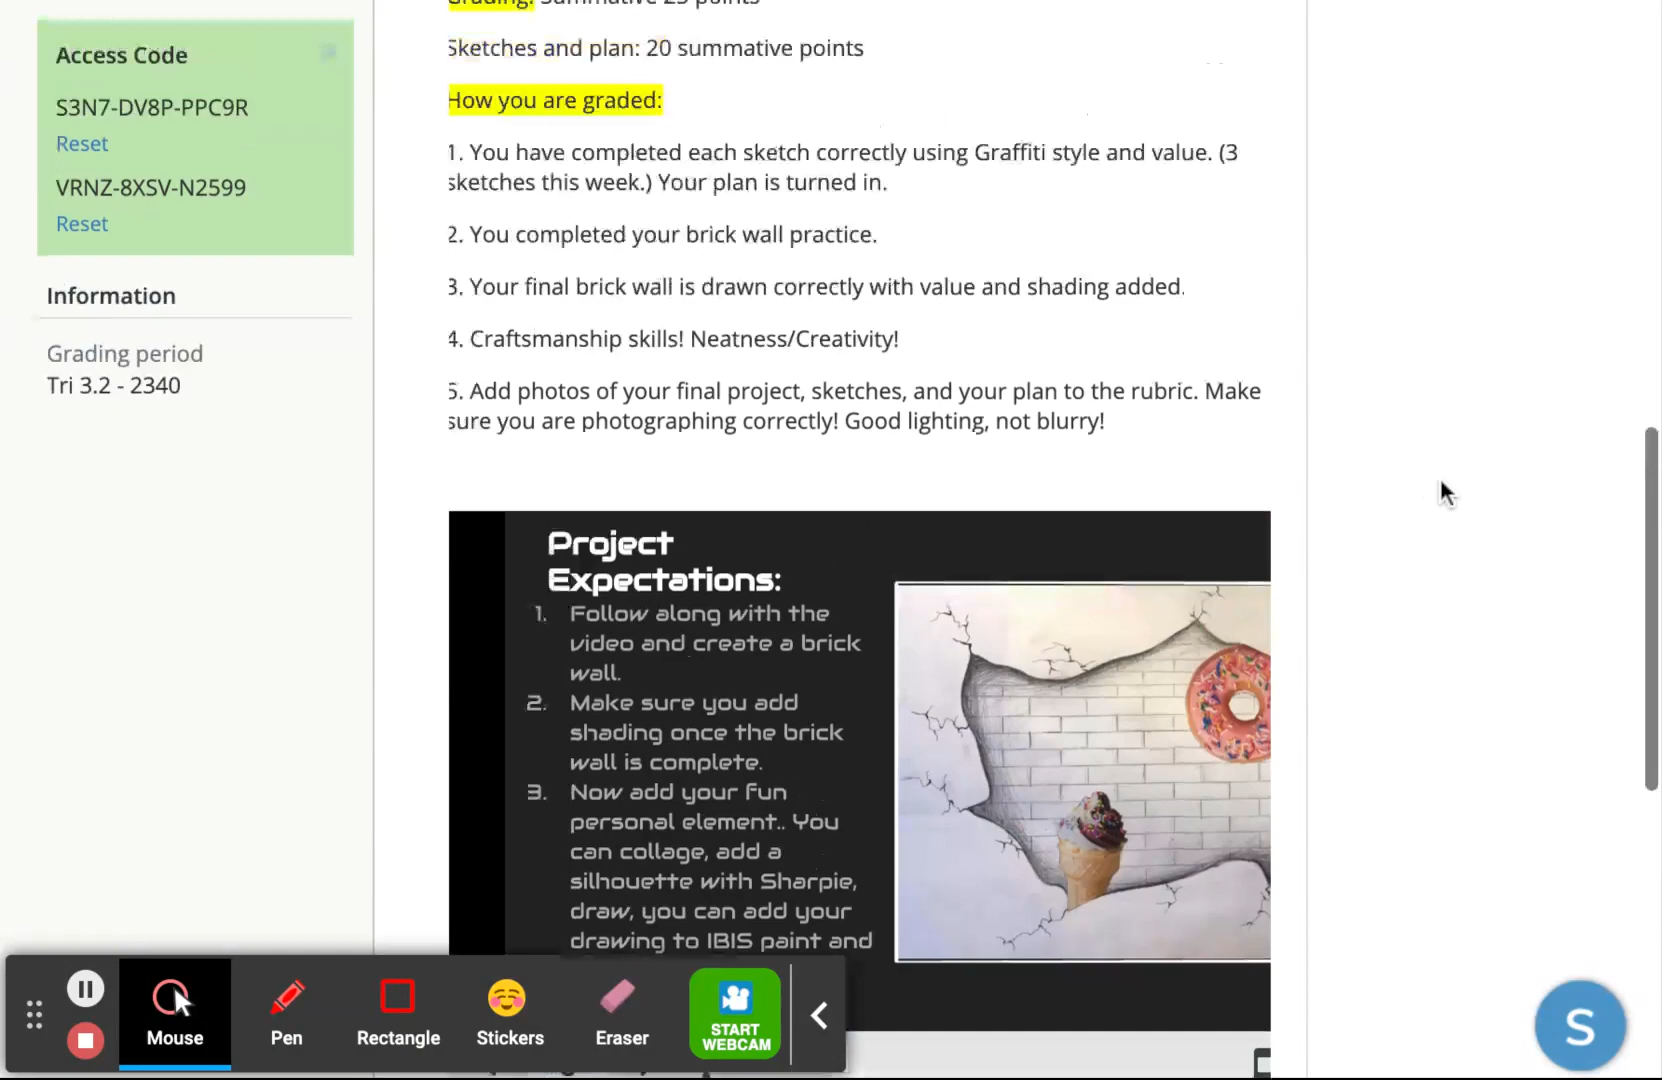 Access Code
S3N7-DV8P-PPC9R
Reset
VRNZ-8XSV-N2599
Reset
Information
Grading period
Tri 3.2 - 2340
Grading: Summative 25 points
Sketches and plan: 20 summative points
How you are graded:
1. You have completed each sketch correctly using Graffiti style and value. (3
sketches this week.) Your plan is turned in.
2. You completed your brick wall practice.
3. Your final brick wall is drawn correctly with value and shading added.
4. Craftsmanship skills! Neatness/Creativity!
5. Add photos of your final project, sketches, and your plan to the rubric. Make
sure you are photographing correctly! Good lighting, not blurry!
Project
Expectations:
1. Follow along with the
video and create a brick
wall.
2. Make sure you add
shading once the brick
wall is complete.
3. Now add your fun
personal element.. You
can collage, add a
silhouette with Sharpie,
draw, you can add your
drawing to IBIS paint and
Mouse
Pen
Rectangle
Stickers
Eraser
START
WEBCAM
S